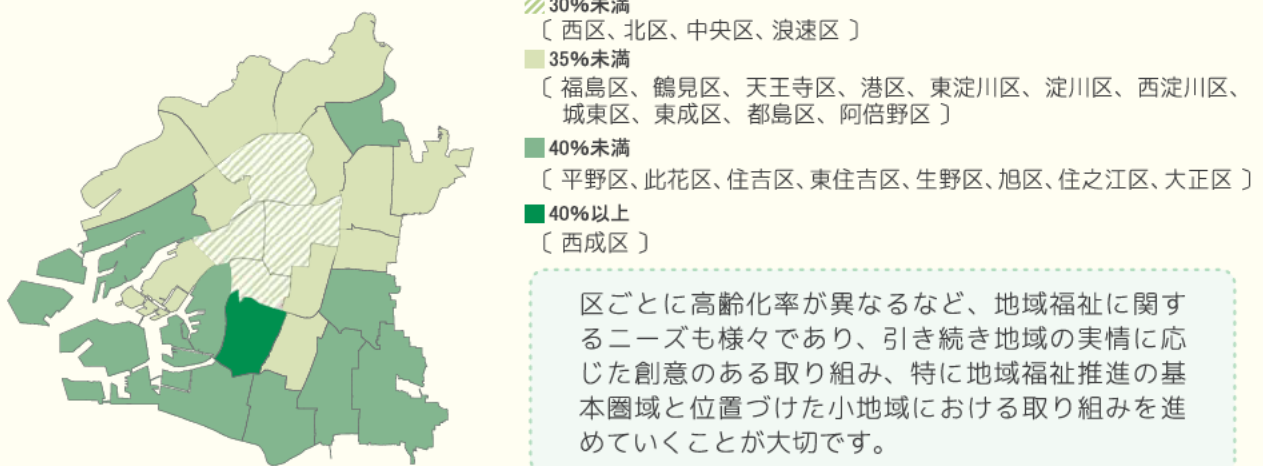 30%未満
〔 西区、北区、中央区、浪速区 〕
35%未満
〔 福島区、鶴見区、天王寺区、港区、東淀川区、淀川区、西淀川区、
城東区、東成区、都島区、阿倍野区 〕
40%未満
〔 平野区、此花区、住吉区、東住吉区、生野区、旭区、住之江区、大正区 〕
40%以上
〔 西成区 〕
区ごとに高齢化率が異なるなど、地域福祉に関す
るニーズも様々であり、引き続き地域の実情に応
じた創意のある取り組み、特に地域福祉推進の基
本圏域と位置づけた小地域における取り組みを進
めていくことが大切です。